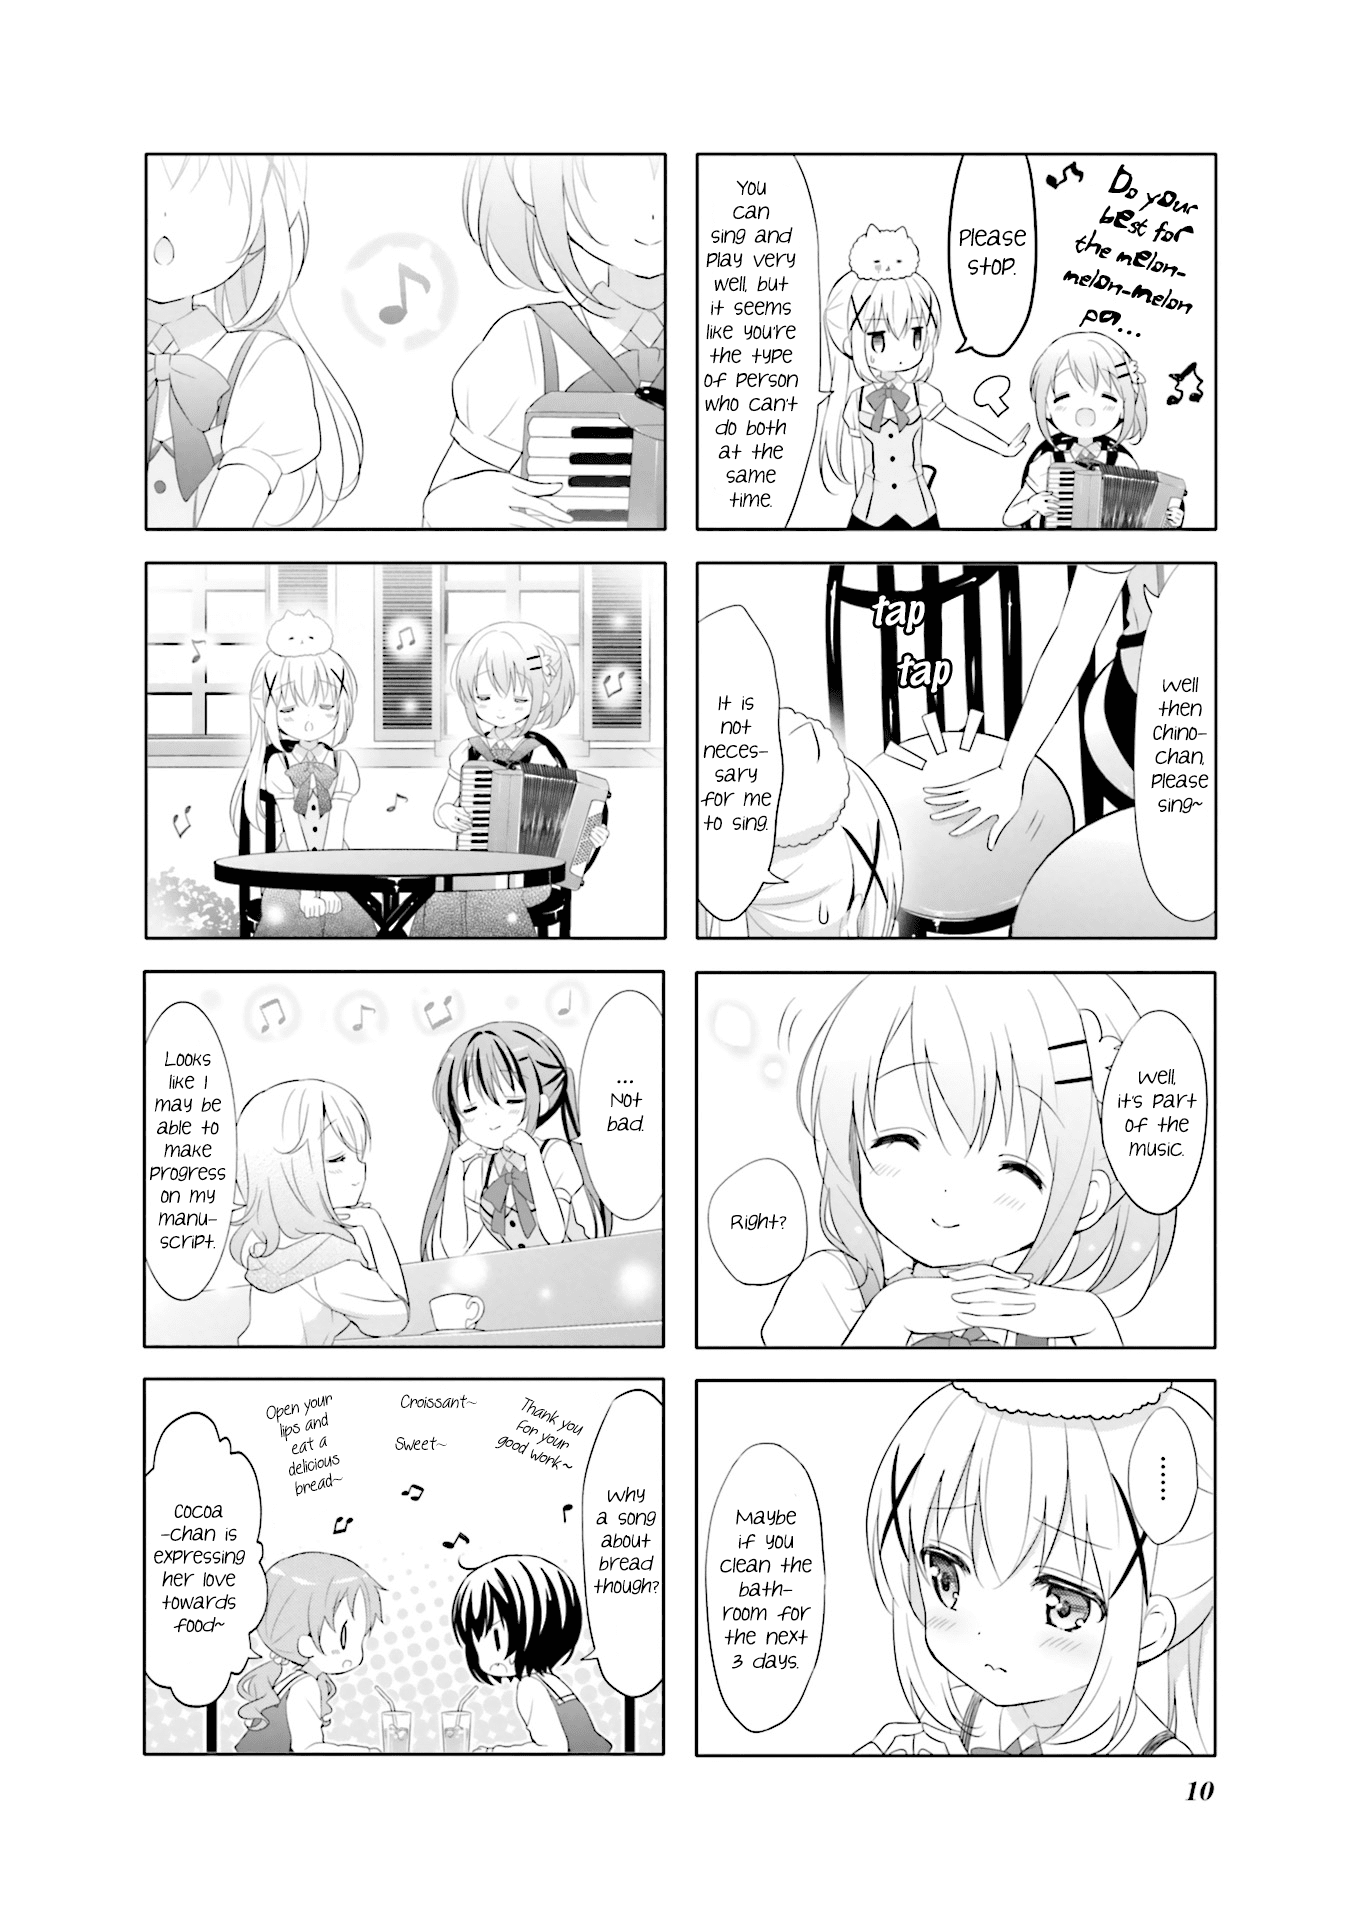 Do your
best for
the melon-
melon-melon
pa...
Please
stop.
You
can
sing and
play very
well, but
it seems
like you're
the type
of person
who can't
do both
at the
same
time.
Well
then
Chino-
chan,
please
sing~
tap
tap
It is
not
neces-
sary
for me
to sing.
Well,
it's part
of the
music.
Right?
........
Maybe
if you
clean the
bath-
room for
the next
3 days.
...
Not
bad.
Looks
like I
may be
able to
make
progress
on my
manu-
script.
Thank you
for your
good work~
Croissant~
Sweet~
Open your
lips and
eat a
delicious
bread~
Why
a song
about
bread
though?
Cocoa
-chan is
expressing
her love
towards
food~
10